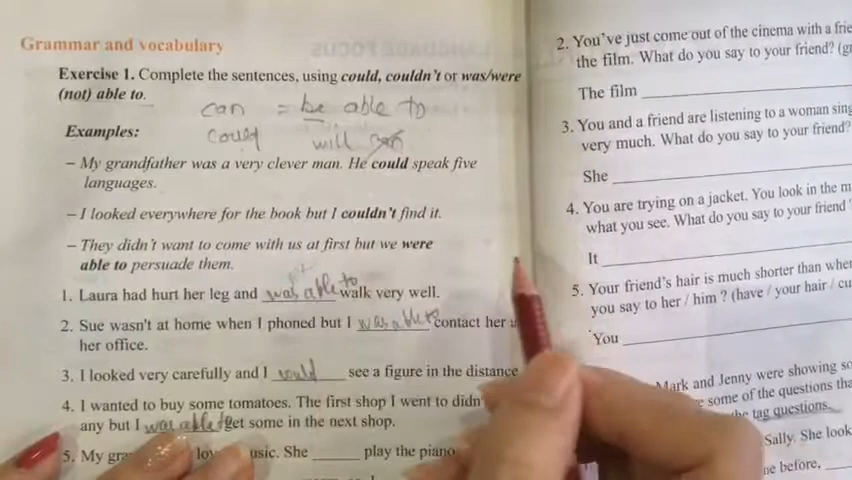 Grammar and vocabulary
Exercise 1. Complete the sentences, using could, couldn't or was/were
(not) able to.
can = be able to
Examples:
could will can
– My grandfather was a very clever man. He could speak five
languages.
– I looked everywhere for the book but I couldn't find it.
– They didn't want to come with us at first but we were
able to persuade them.
1. Laura had hurt her leg and was able to walk very well.
2. Sue wasn't at home when I phoned but I was able to contact her
her office.
3. I looked very carefully and I could see a figure in the distance
4. I wanted to buy some tomatoes. The first shop I went to didn
any but I was able to get some in the next shop.
5. My usic. She ______ play the piano
2. You've just come out of the cinema with a
the film. What do you say to your friend?
The film
3. You and a friend are listening to a woman
very much. What do you say to your friend?
She
4. You are trying on a jacket. You look in the
what you see. What do you say to your friend
It
5. Your friend's hair is much shorter than
you say to her / him ? (have / your hair /
You
Mark and Jenny were showing
some of the questions
tag questions.
Sally. She
before,